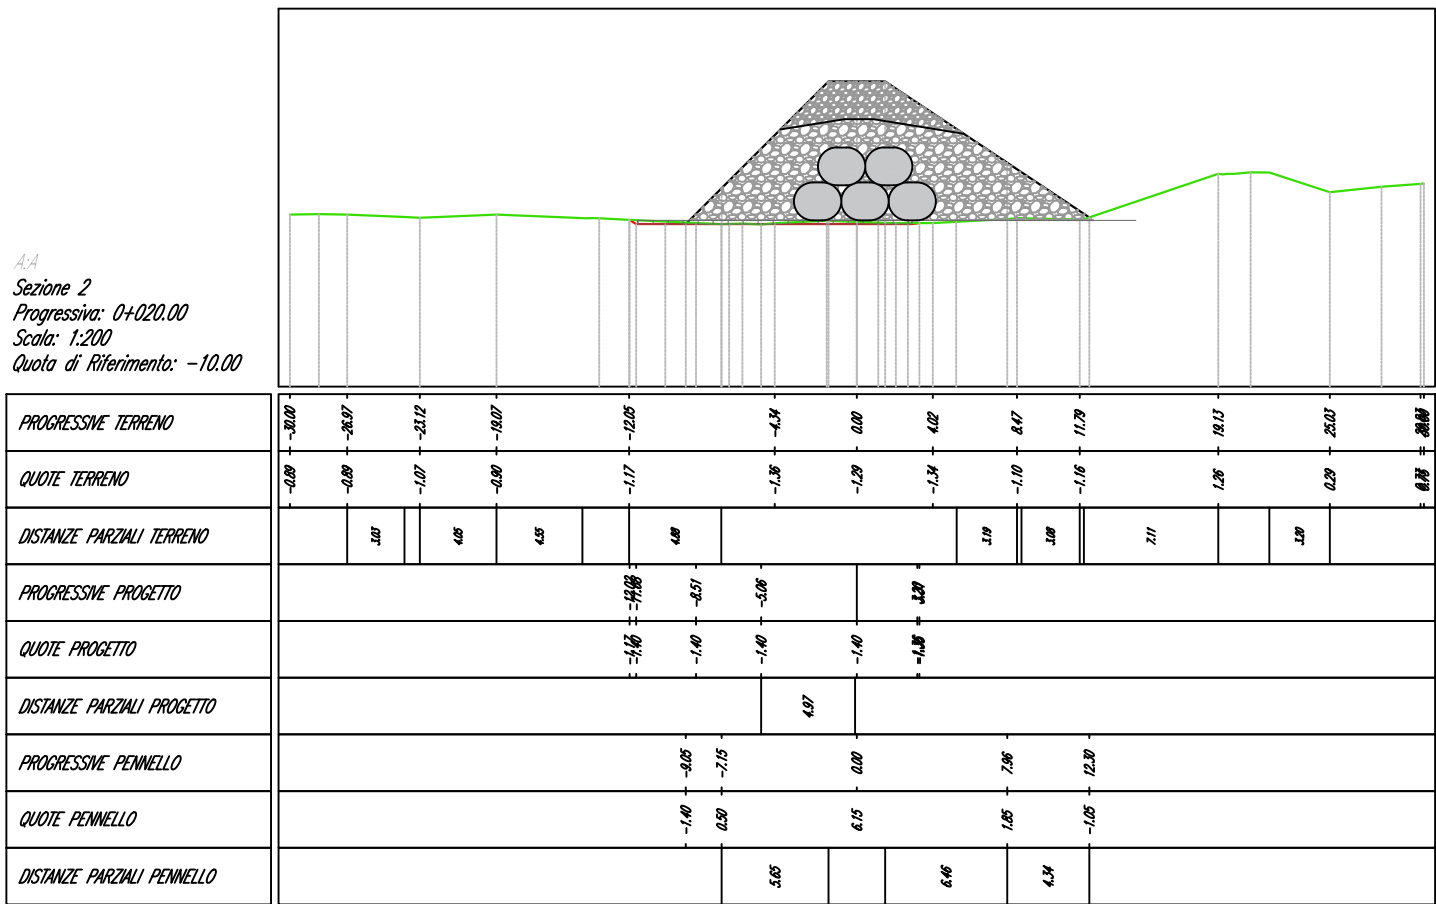 A:A
Sezione 2
Progressiva: 0+020.00
Scala: 1:200
Quota di Riferimento: -10.00
PROGRESSIVE TERRENO -30.00 -26.97 -23.12 -19.07 -12.05 -4.34 0.00 4.02 8.47 11.79 19.13 25.03 30.00
QUOTE TERRENO -0.89 -0.89 -1.07 -0.90 -1.17 -1.36 -1.29 -1.34 -1.10 -1.16 1.26 0.29
DISTANZE PARZIALI TERRENO 3.03 4.05 4.55 4.88 3.19 3.08 7.11 3.20
PROGRESSIVE PROGETTO -8.51 -5.06
QUOTE PROGETTO -1.17 -1.40 -1.40 -1.40 -1.40
DISTANZE PARZIALI PROGETTO 4.97
PROGRESSIVE PENNELLO -9.05 -7.15 0.00 7.96 12.30
QUOTE PENNELLO -1.40 0.50 6.15 1.85 -1.05
DISTANZE PARZIALI PENNELLO 5.65 6.46 4.34